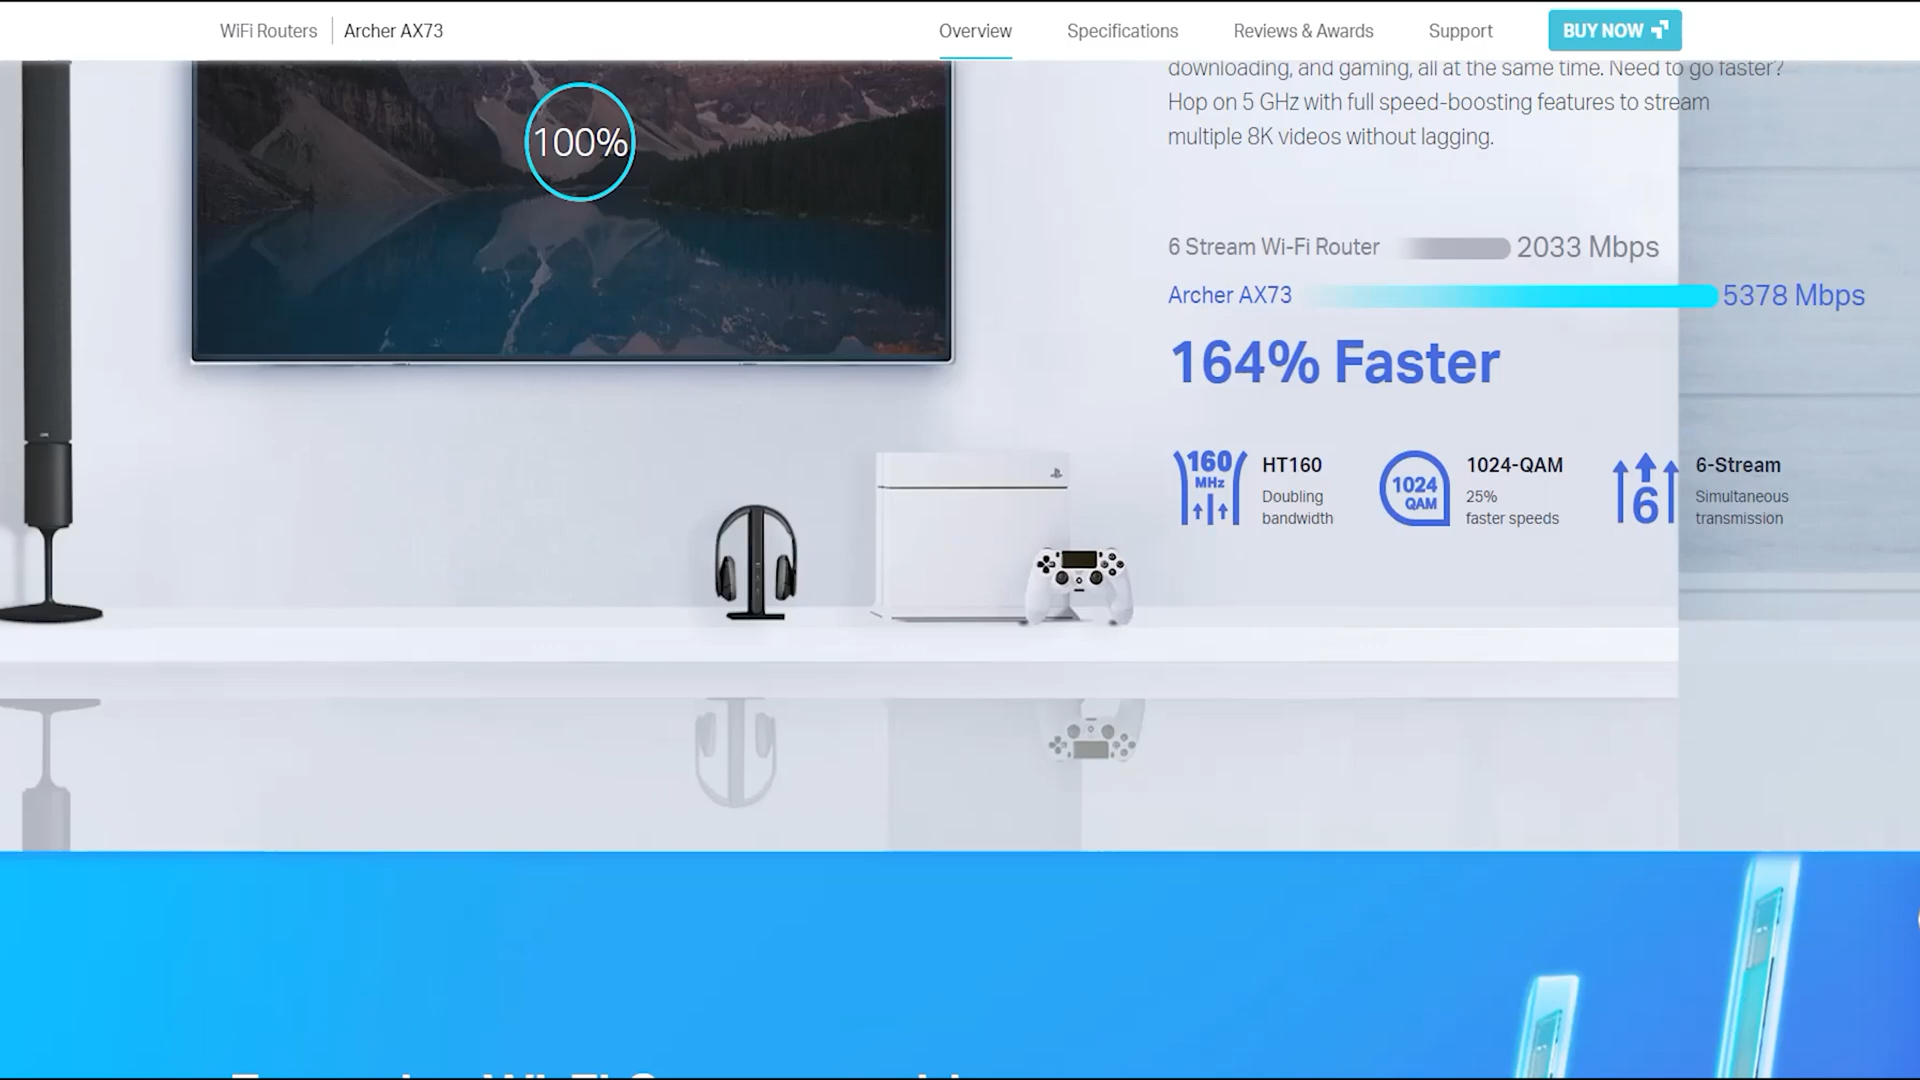 WiFi Routers
Archer AX73
Overview
Specifications
Reviews & Awards
Support
BUY NOW
downloading, and gaming, all at the same time. Need to go faster?
Hop on 5 GHz with full speed-boosting features to stream
multiple 8K videos without lagging.
100%
6 Stream Wi-Fi Router
2033 Mbps
Archer AX73
5378 Mbps
164% Faster
160
MHz
HT160
Doubling
bandwidth
1024
QAM
1024-QAM
25%
faster speeds
6
6-Stream
Simultaneous
transmission